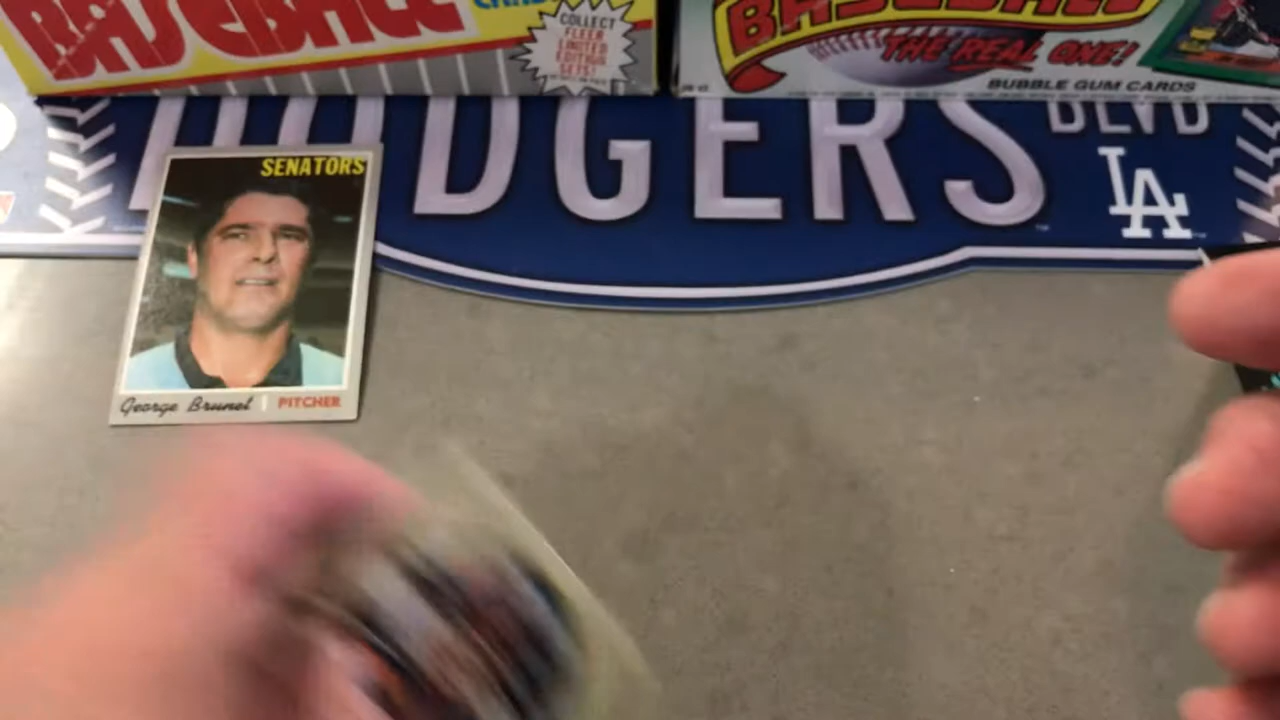 BASEBALL
COLLECT
FLEER
LIMITED
EDITION
SETS!
BASEBALL
THE REAL ONE!
BUBBLE GUM CARDS
DODGERS BLVD
LA
SENATORS
George Brunet | PITCHER